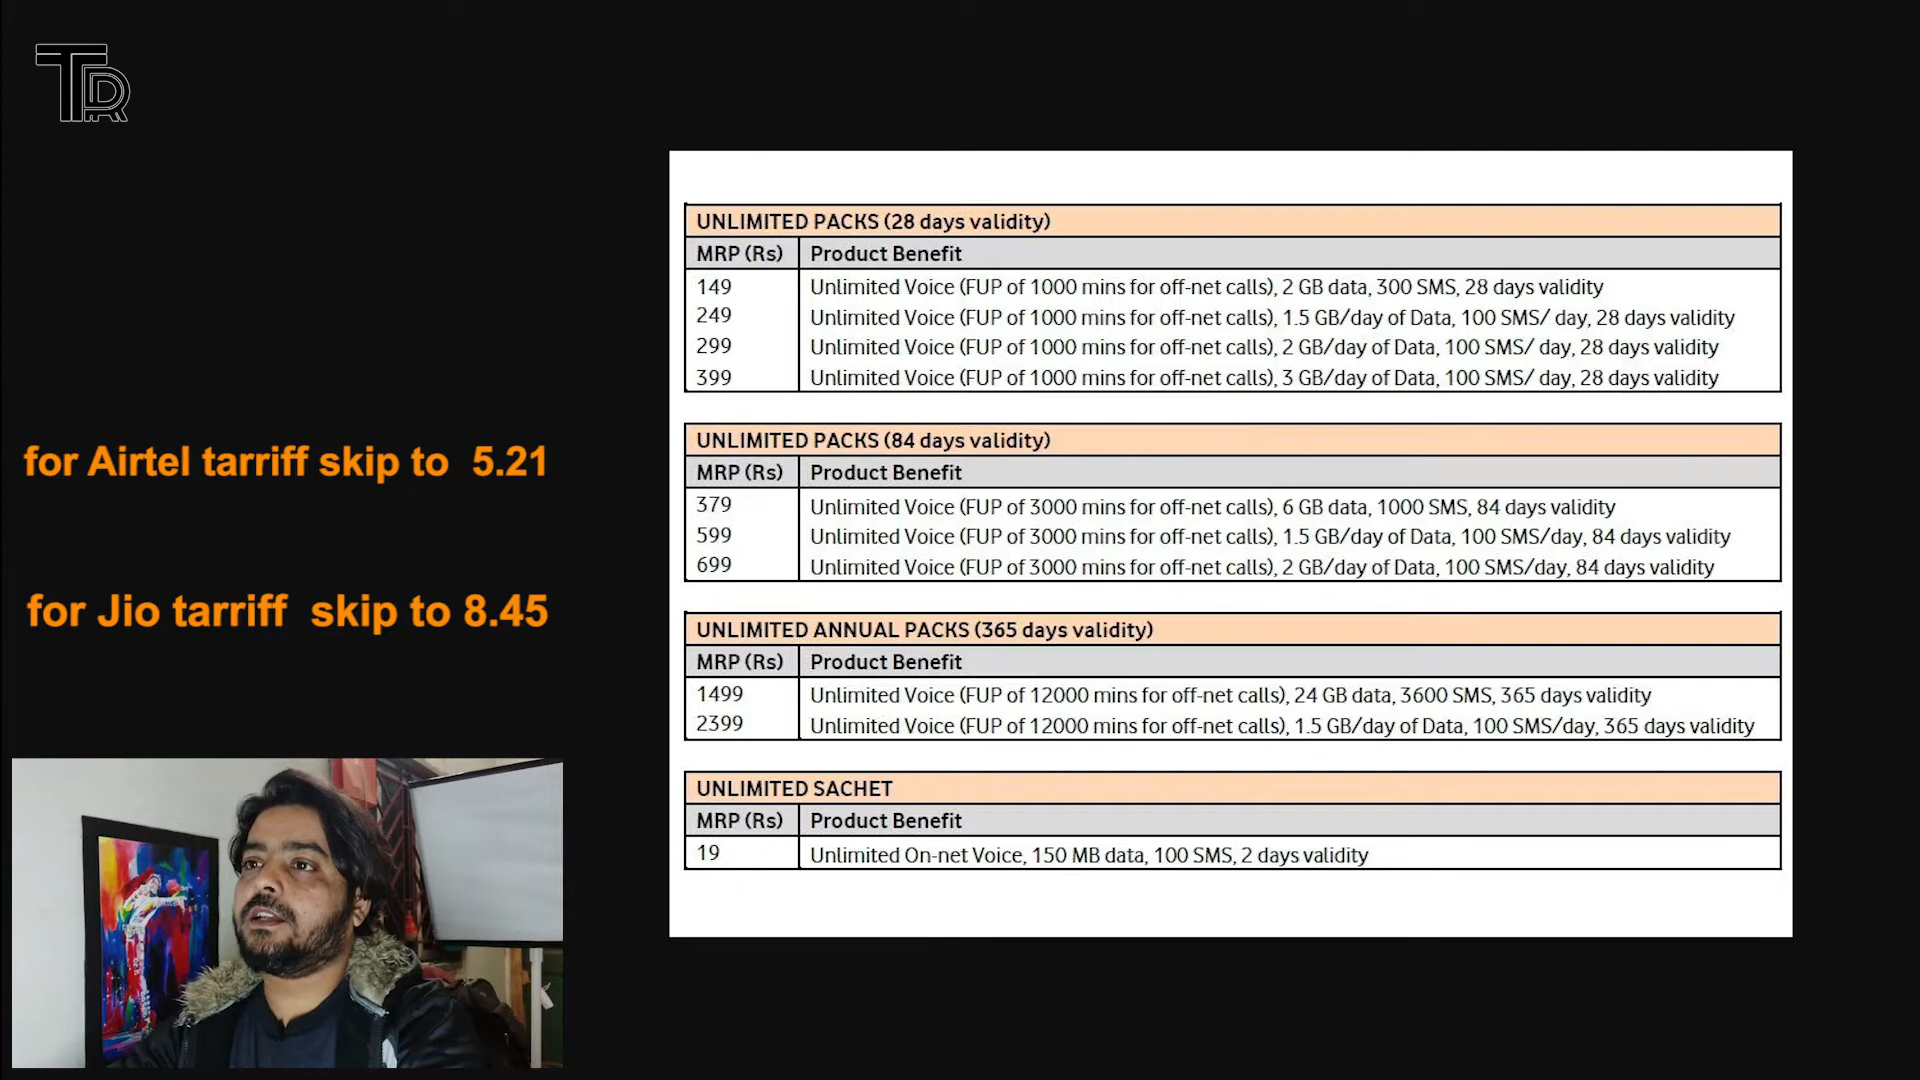 TDR
for Airtel tarriff skip to 5.21
for Jio tarriff skip to 8.45
UNLIMITED PACKS (28 days validity)
MRP (Rs) Product Benefit
149 Unlimited Voice (FUP of 1000 mins for off-net calls), 2 GB data, 300 SMS, 28 days validity
249 Unlimited Voice (FUP of 1000 mins for off-net calls), 1.5 GB/day of Data, 100 SMS/ day, 28 days validity
299 Unlimited Voice (FUP of 1000 mins for off-net calls), 2 GB/day of Data, 100 SMS/ day, 28 days validity
399 Unlimited Voice (FUP of 1000 mins for off-net calls), 3 GB/day of Data, 100 SMS/ day, 28 days validity
UNLIMITED PACKS (84 days validity)
MRP (Rs) Product Benefit
379 Unlimited Voice (FUP of 3000 mins for off-net calls), 6 GB data, 1000 SMS, 84 days validity
599 Unlimited Voice (FUP of 3000 mins for off-net calls), 1.5 GB/day of Data, 100 SMS/day, 84 days validity
699 Unlimited Voice (FUP of 3000 mins for off-net calls), 2 GB/day of Data, 100 SMS/day, 84 days validity
UNLIMITED ANNUAL PACKS (365 days validity)
MRP (Rs) Product Benefit
1499 Unlimited Voice (FUP of 12000 mins for off-net calls), 24 GB data, 3600 SMS, 365 days validity
2399 Unlimited Voice (FUP of 12000 mins for off-net calls), 1.5 GB/day of Data, 100 SMS/day, 365 days validity
UNLIMITED SACHET
MRP (Rs) Product Benefit
19 Unlimited On-net Voice, 150 MB data, 100 SMS, 2 days validity